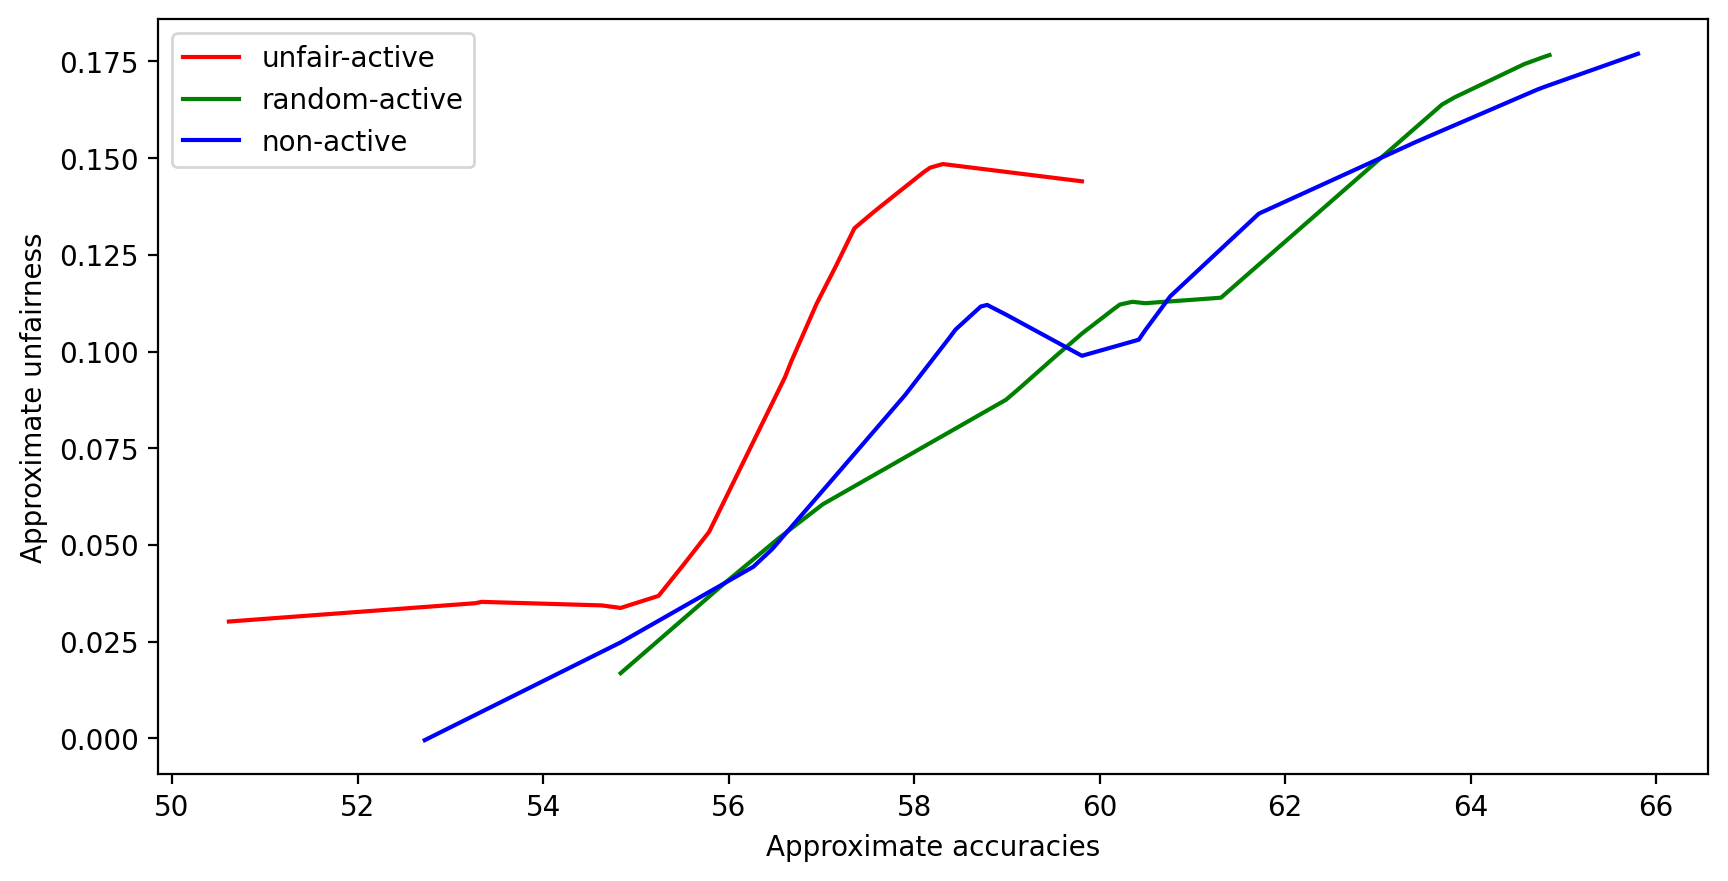 unfair-active
random-active
non-active
Approximate unfairness
0.175
0.150
0.125
0.100
0.075
0.050
0.025
0.000
50 52 54 56 58 60 62 64 66
Approximate accuracies